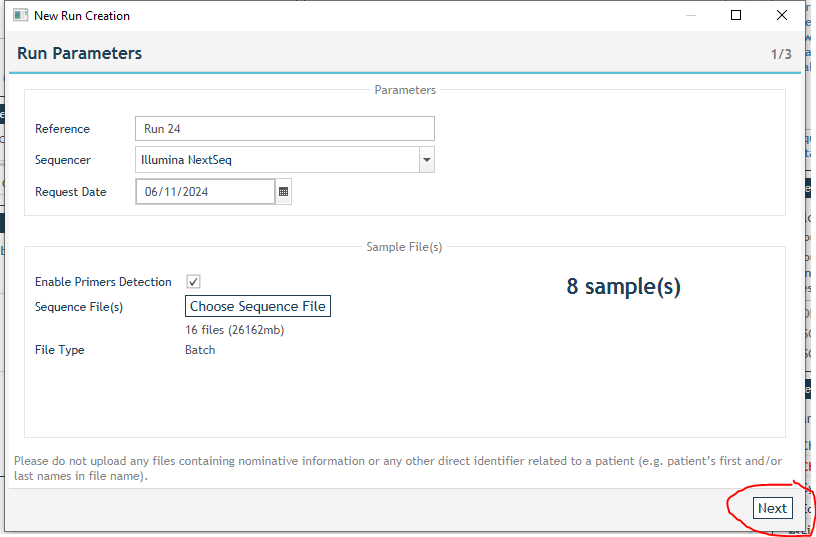 New Run Creation
Run Parameters
1/3
Parameters
Reference
Run 24
Sequencer
Illumina NextSeq
Request Date
06/11/2024
Sample File(s)
Enable Primers Detection
8 sample(s)
Sequence File(s)
Choose Sequence File
16 files (26162mb)
File Type
Batch
Please do not upload any files containing nominative information or any other direct identifier related to a patient (e.g. patient's first and/or
last names in file name).
Next